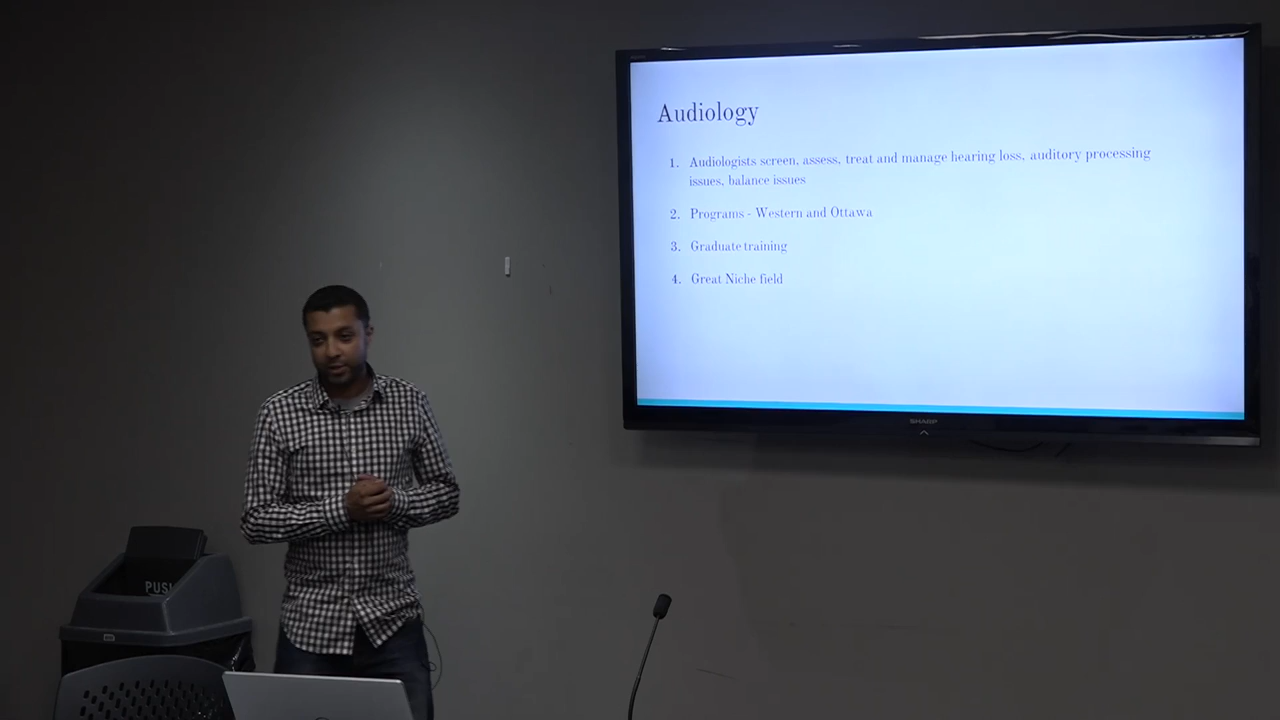 Audiology
1. Audiologists screen, assess, treat and manage hearing loss, auditory processing
issues, balance issues
2. Programs - Western and Ottawa
3. Graduate training
4. Great Niche field
SHARP
PUSH